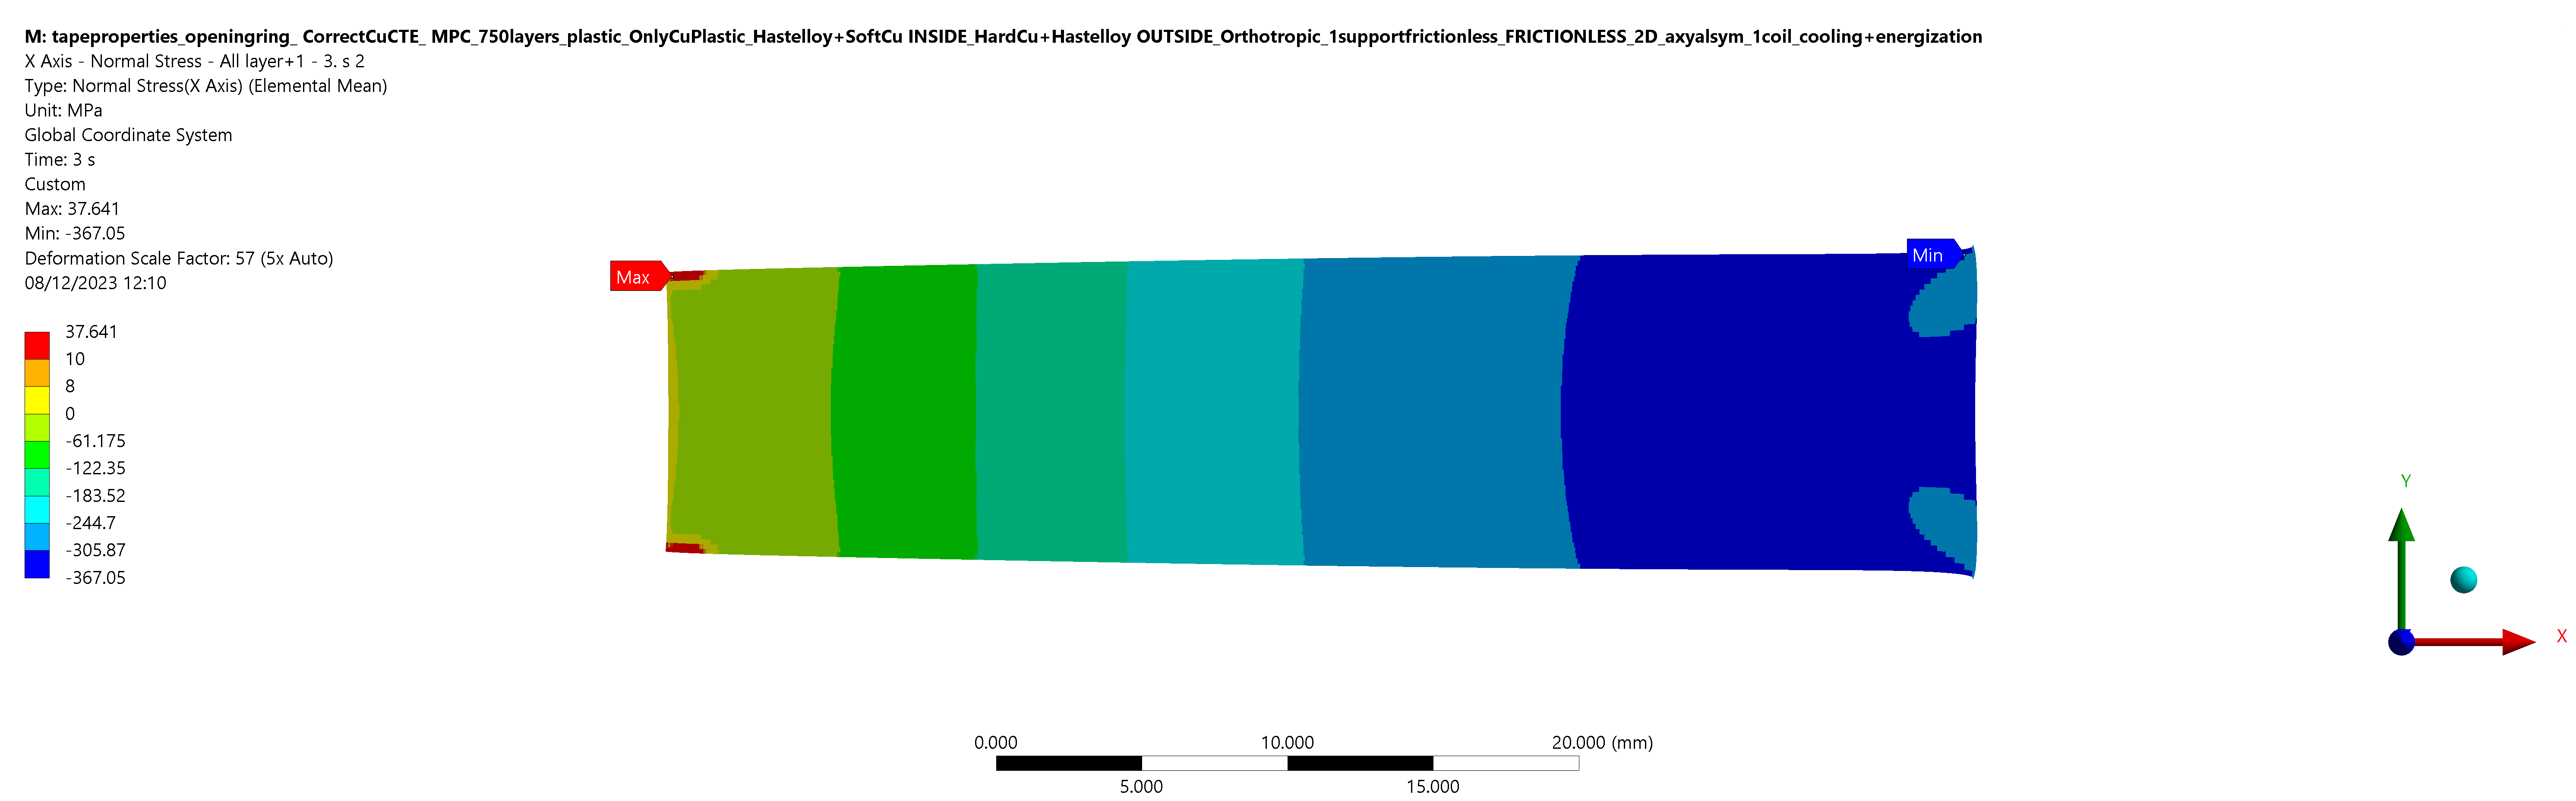 M: tapeproperties_openingring_ CorrectCuCTE_ MPC_750layers_plastic_OnlyCuPlastic_Hastelloy+SoftCu INSIDE_HardCu+Hastelloy OUTSIDE_Orthotropic_1supportfrictionless_FRICTIONLESS_2D_axyalsym_1coil_cooling+energization
X Axis - Normal Stress - All layer+1 - 3. s 2
Type: Normal Stress(X Axis) (Elemental Mean)
Unit: MPa
Global Coordinate System
Time: 3 s
Custom
Max: 37.641
Min: -367.05
Deformation Scale Factor: 57 (5x Auto)
08/12/2023 12:10
37.641
10
8
0
-61.175
-122.35
-183.52
-244.7
-305.87
-367.05
Max
Min
Y
X
0.000 10.000 20.000 (mm)
5.000 15.000